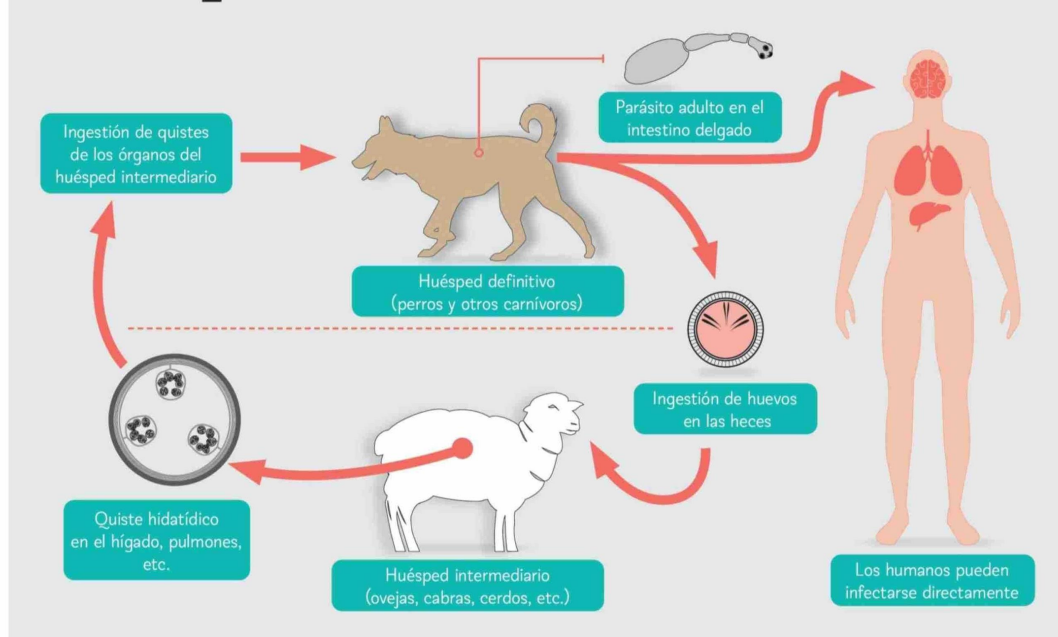 Parásito adulto en el
intestino delgado
Ingestión de quistes
de los órganos del
huésped intermediario
Huésped definitivo
(perros y otros carnívoros)
Ingestión de huevos
en las heces
Quiste hidatídico
en el hígado, pulmones,
etc.
Huésped intermediario
(ovejas, cabras, cerdos, etc.)
Los humanos pueden
infectarse directamente